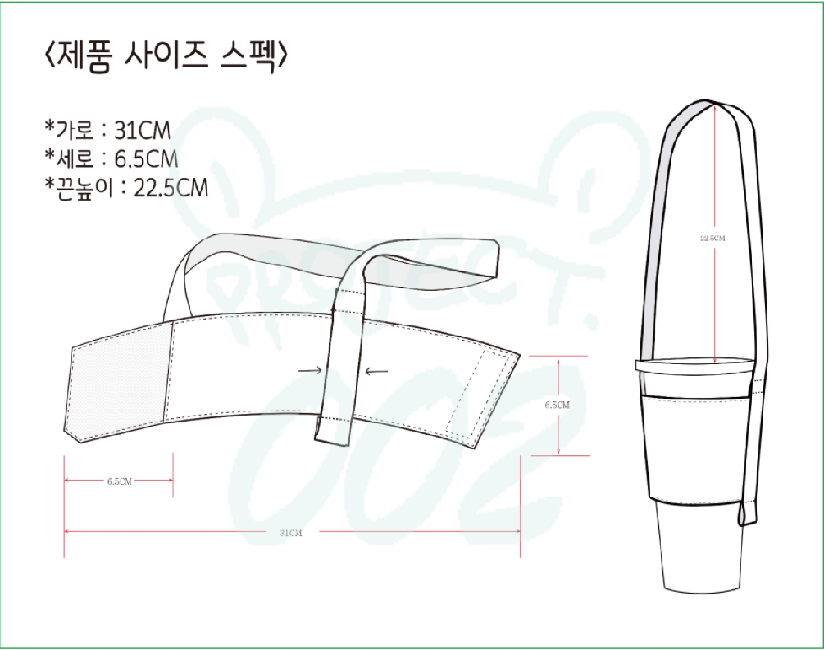 <제품 사이즈 스펙>
*가로 : 31CM
*세로 : 6.5CM
*끈높이 : 22.5CM
PROJECT.
002
22.5CM
6.5CM
6.5CM
31CM